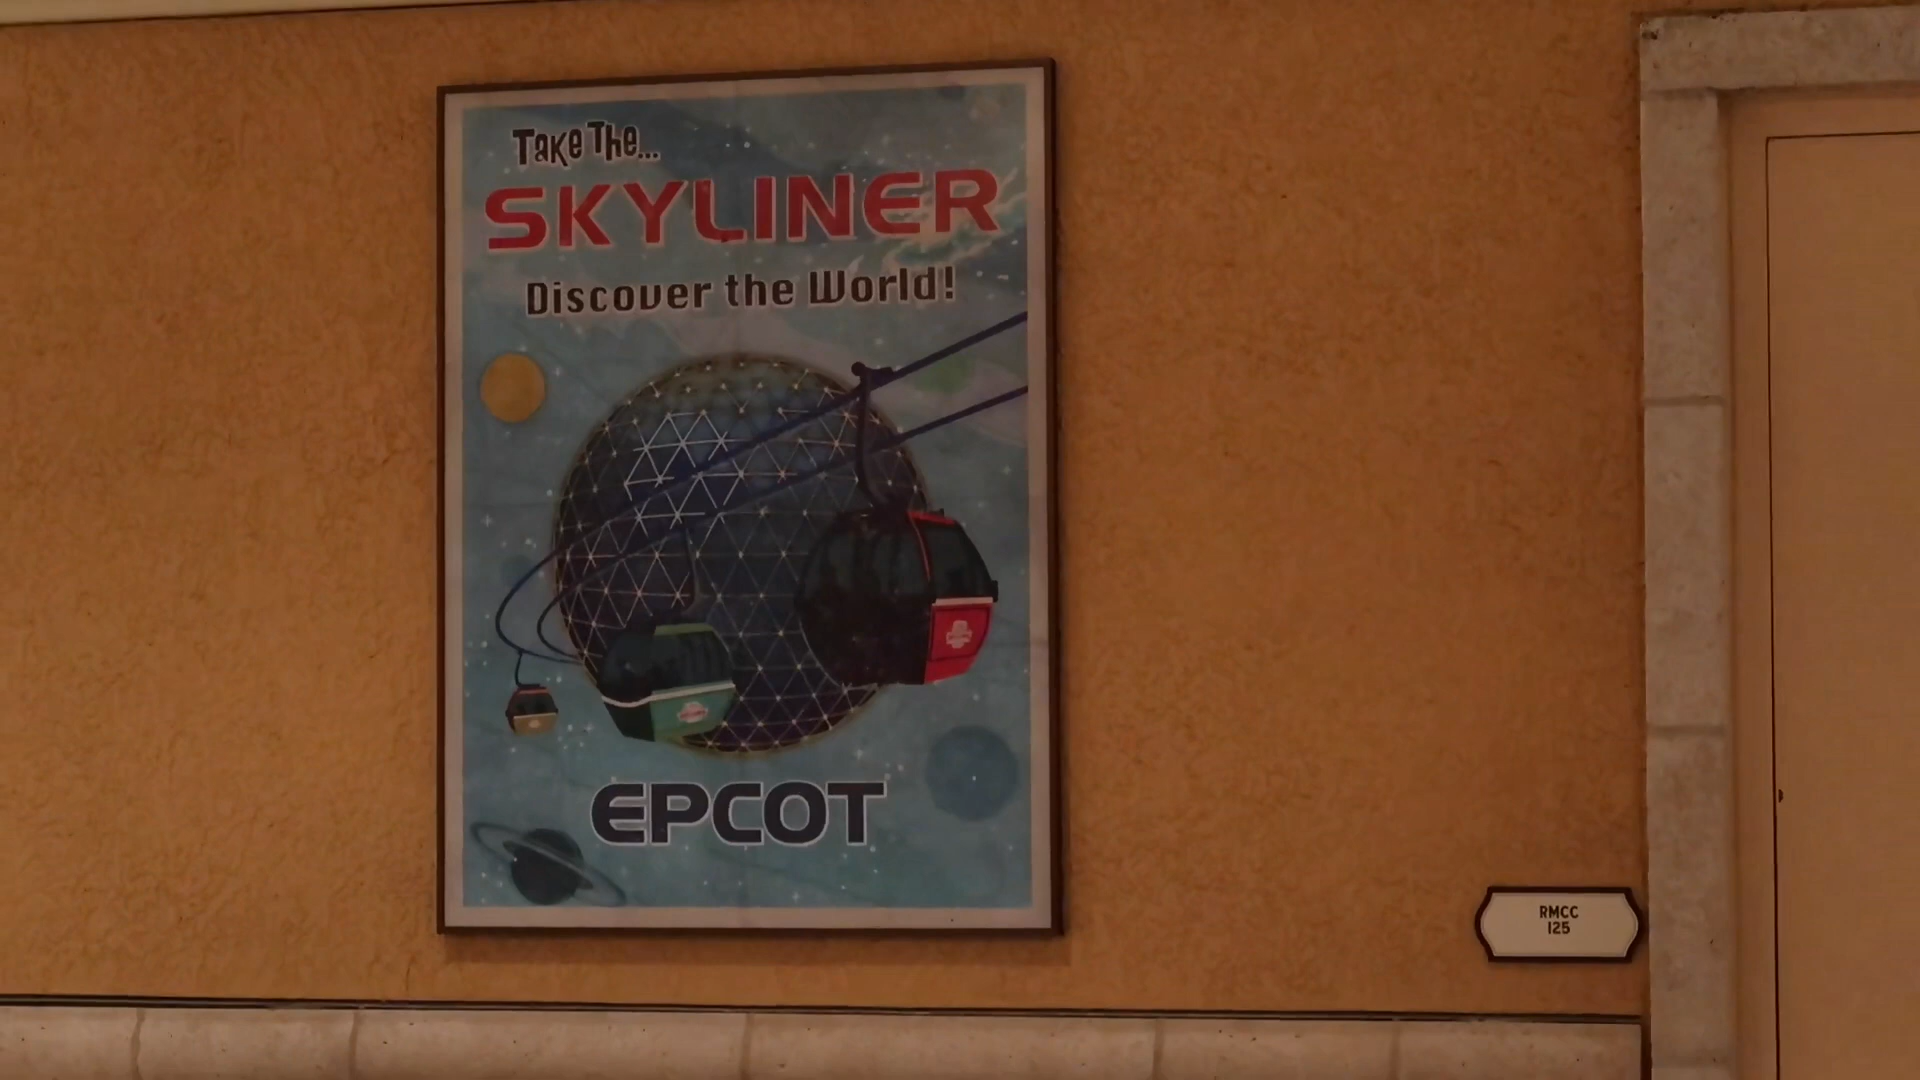 Take The...
SKYLINER
Discover the World!
EPCOT
RMCC
125